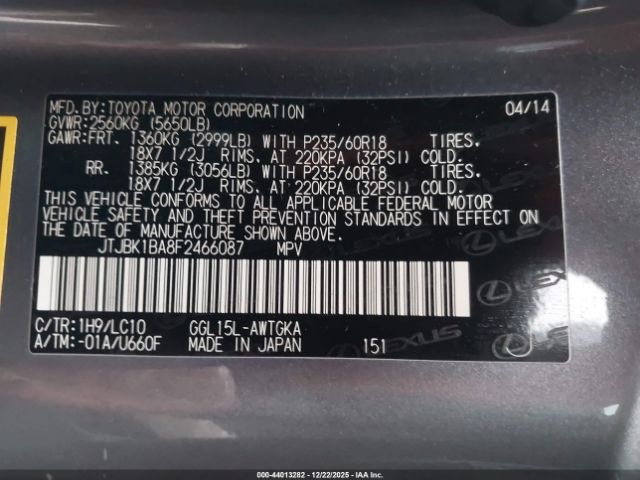 MFD.BY:TOYOTA MOTOR CORPORATION 04/14
GVWR:2560KG (5650LB)
GAWR:FRT. 1360KG (2999LB) WITH P235/60R18 TIRES.
18X7 1/2J RIMS. AT 220KPA (32PSI) COLD.
RR. 1385KG (3056LB) WITH P235/60R18 TIRES.
18X7 1/2J RIMS. AT 220KPA (32PSI) COLD.
THIS VEHICLE CONFORMS TO ALL APPLICABLE FEDERAL MOTOR
VEHICLE SAFETY AND THEFT PREVENTION STANDARDS IN EFFECT ON
THE DATE OF MANUFACTURE SHOWN ABOVE.
JTJBK1BA8F2466087 MPV
C/TR:1H9/LC10 GGL15L-AWTGKA
A/TM:-01A/U660F MADE IN JAPAN 151
LEXUS
LEXUS
000-44013282 - 12/22/2025 - COPYRIGHT IAA, LLC.